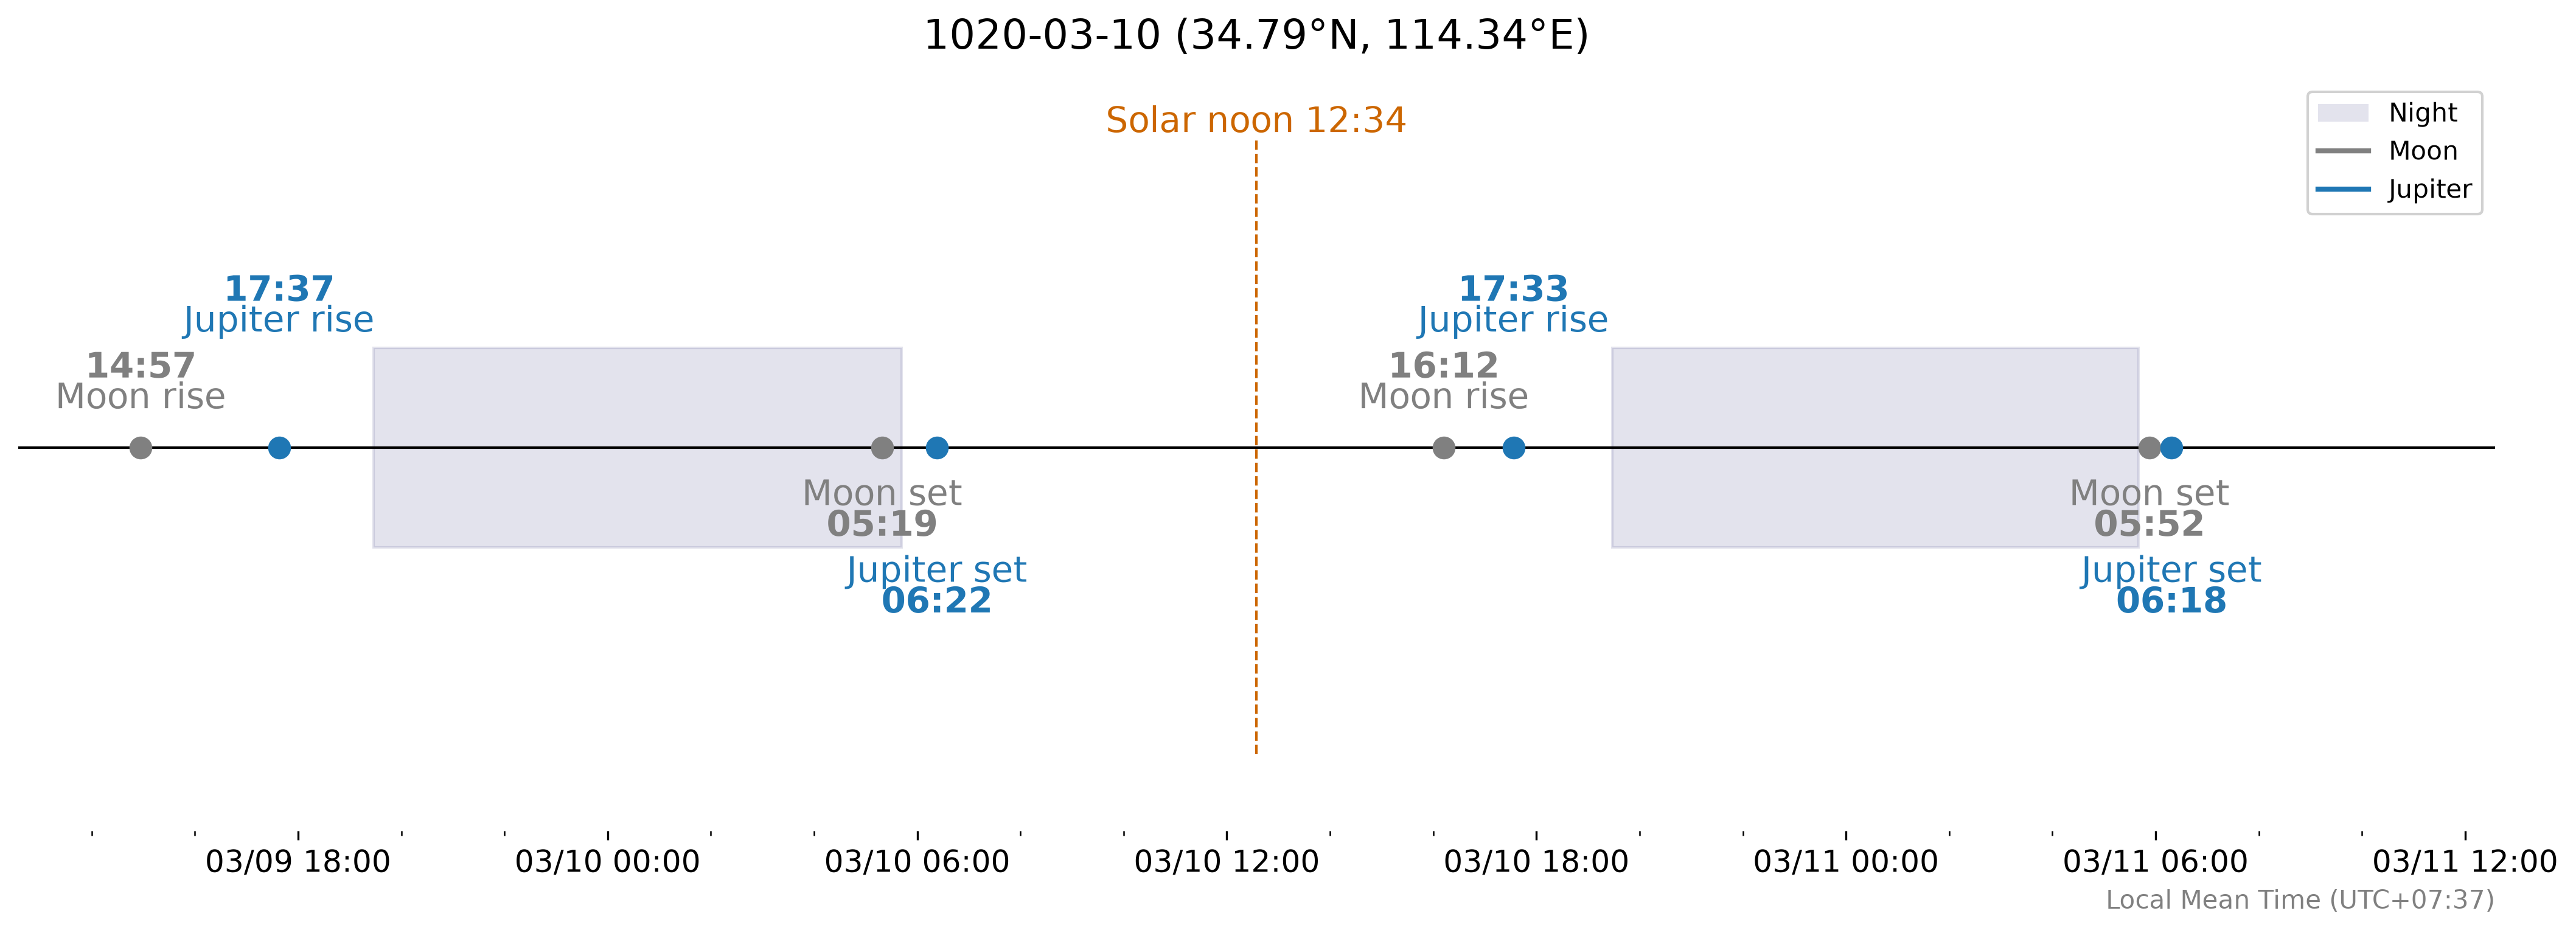 1020-03-10 (34.79°N, 114.34°E)
Solar noon 12:34
Night
Moon
Jupiter
17:37
Jupiter rise
17:33
Jupiter rise
14:57
Moon rise
16:12
Moon rise
Moon set
05:19
Moon set
05:52
Jupiter set
06:22
Jupiter set
06:18
03/09 18:00
03/10 00:00
03/10 06:00
03/10 12:00
03/10 18:00
03/11 00:00
03/11 06:00
03/11 12:00
Local Mean Time (UTC+07:37)